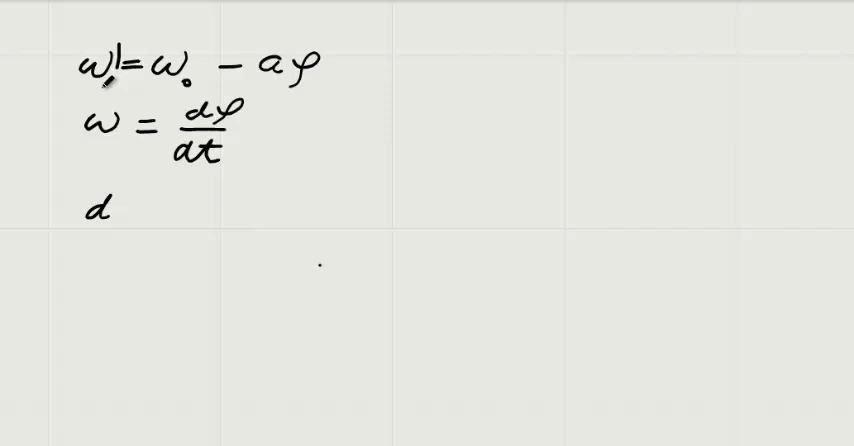 ω = ω₀ - aφ
ω = dφ/dt
d